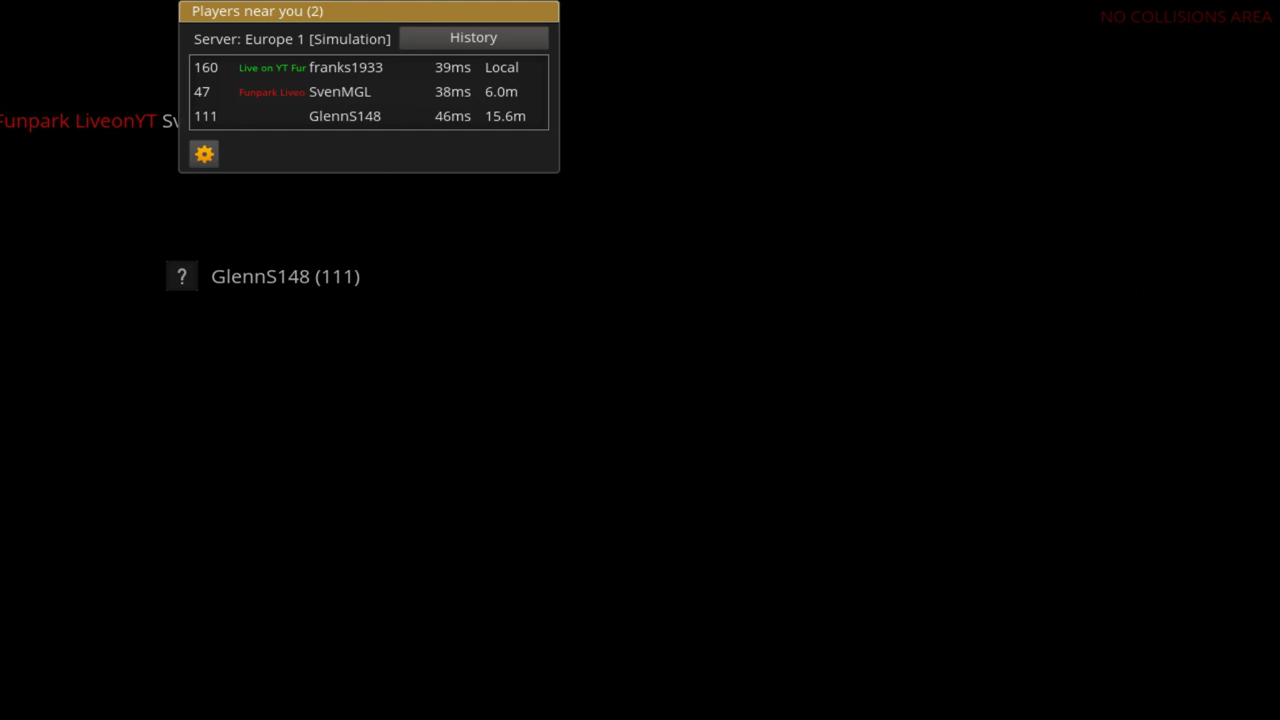 Players near you (2)
NO COLLISIONS AREA
Server: Europe 1 [Simulation] History
160 Live on YT Fur franks1933 39ms Local
47 Funpark Liveo SvenMGL 38ms 6.0m
111 GlennS148 46ms 15.6m
Funpark LiveonYT Sv
? GlennS148 (111)